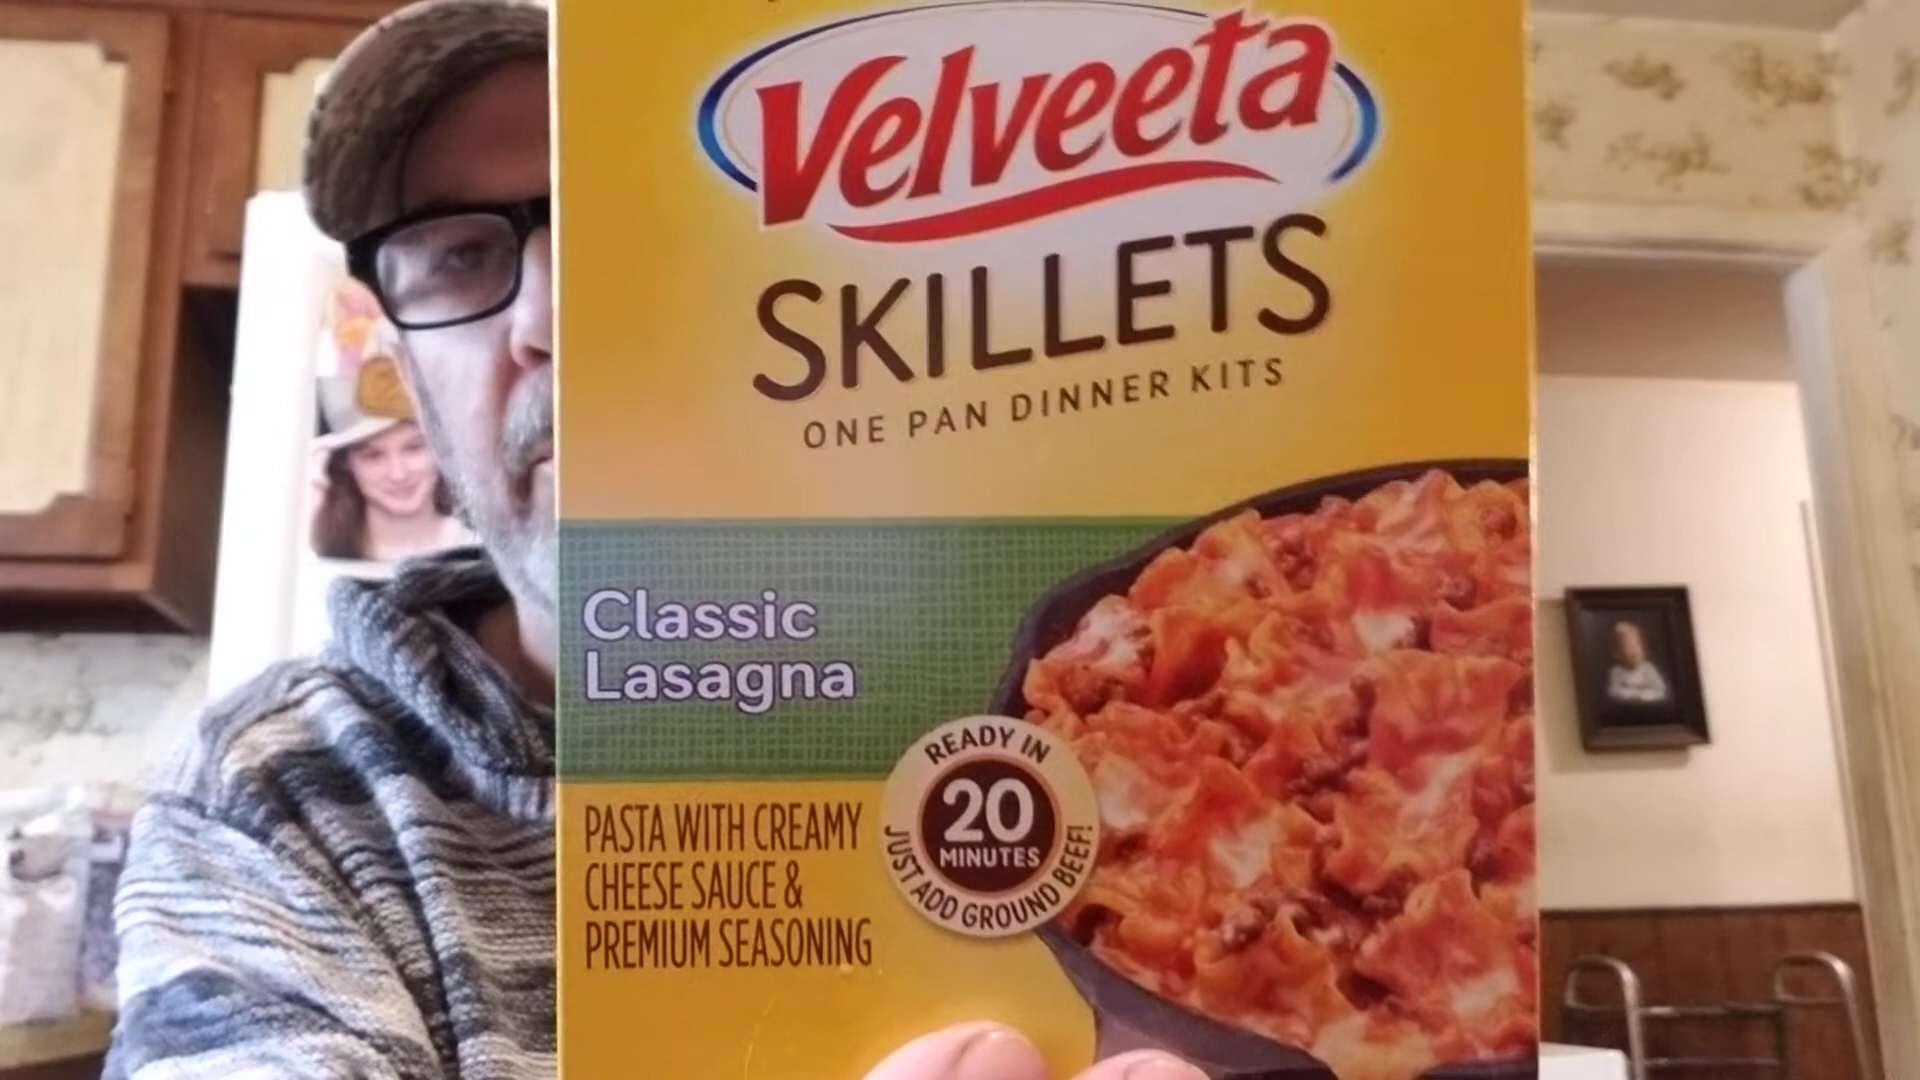 Velveeta
SKILLETS
ONE PAN DINNER KITS
Classic
Lasagna
READY IN
20
MINUTES
JUST ADD GROUND BEEF!
PASTA WITH CREAMY
CHEESE SAUCE &
PREMIUM SEASONING